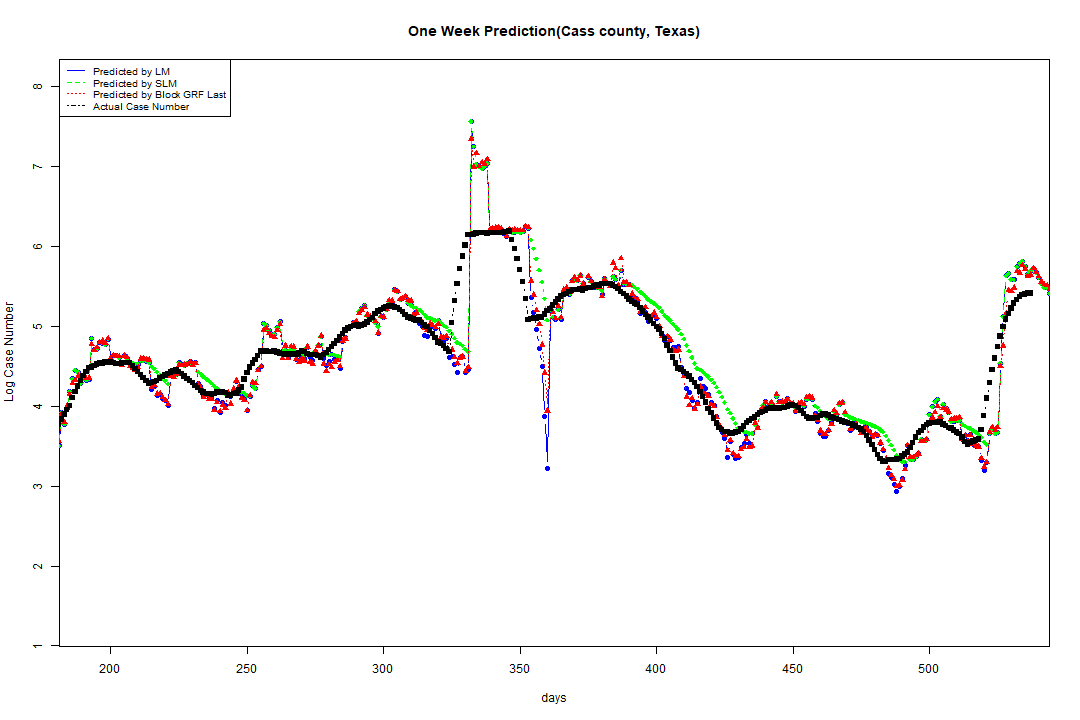 One Week Prediction(Cass county, Texas)
Predicted by LM
Predicted by SLM
Predicted by Block GRF Last
Actual Case Number
8
7
6
5
4
3
2
1
Log Case Number
200 250 300 350 400 450 500
days